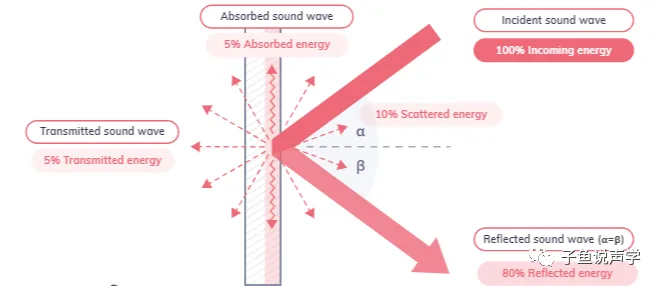 Absorbed sound wave
5% Absorbed energy
Incident sound wave
100% Incoming energy
10% Scattered energy
α
Transmitted sound wave
5% Transmitted energy
β
Reflected sound wave (α=β)
80% Reflected energy
子鱼说声学